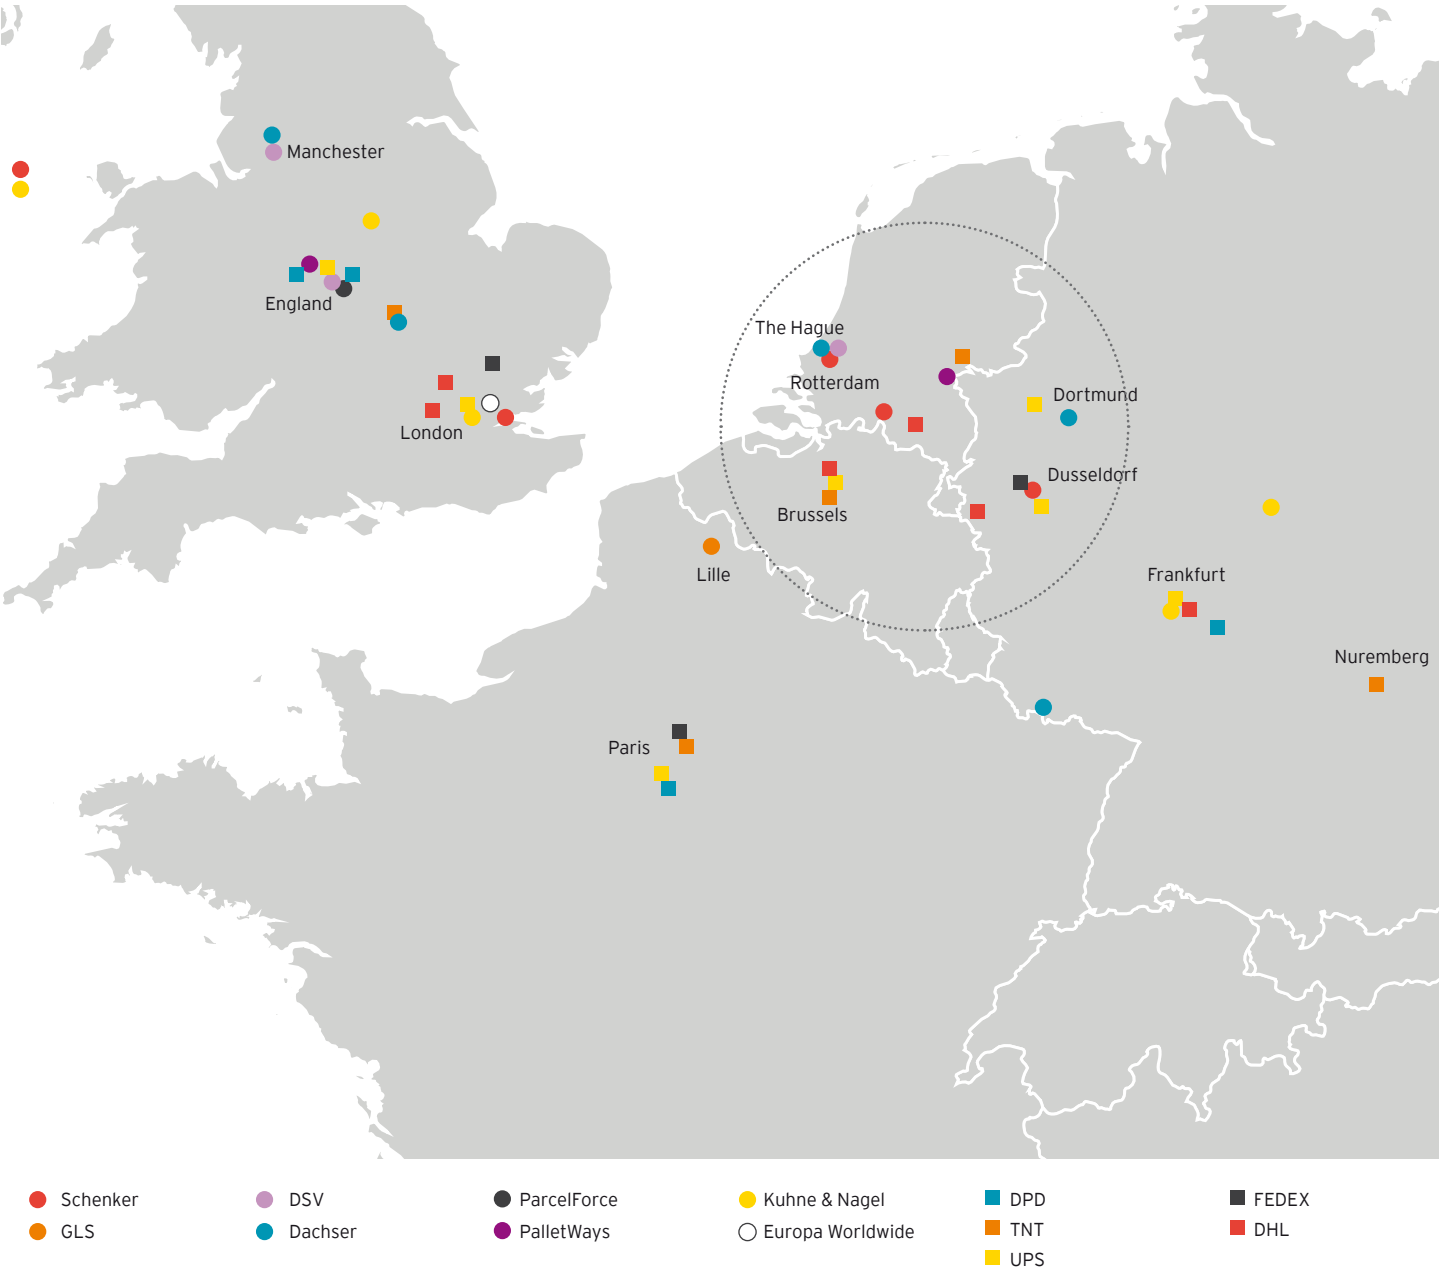 Manchester
England
The Hague
Rotterdam
Dortmund
London
Dusseldorf
Brussels
Lille
Frankfurt
Nuremberg
Paris
Schenker
DSV
ParcelForce
Kuhne & Nagel
DPD
FEDEX
GLS
Dachser
PalletWays
Europa Worldwide
TNT
DHL
UPS